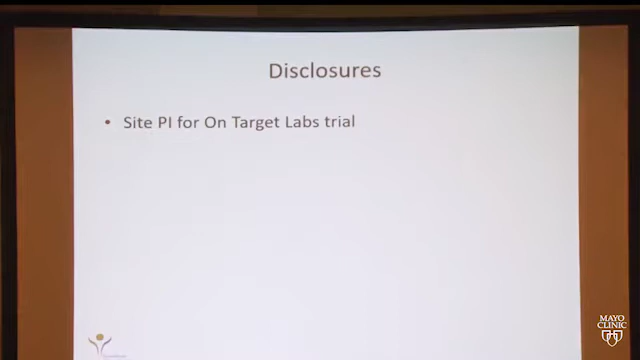 Disclosures
• Site PI for On Target Labs trial
MAYO
CLINIC